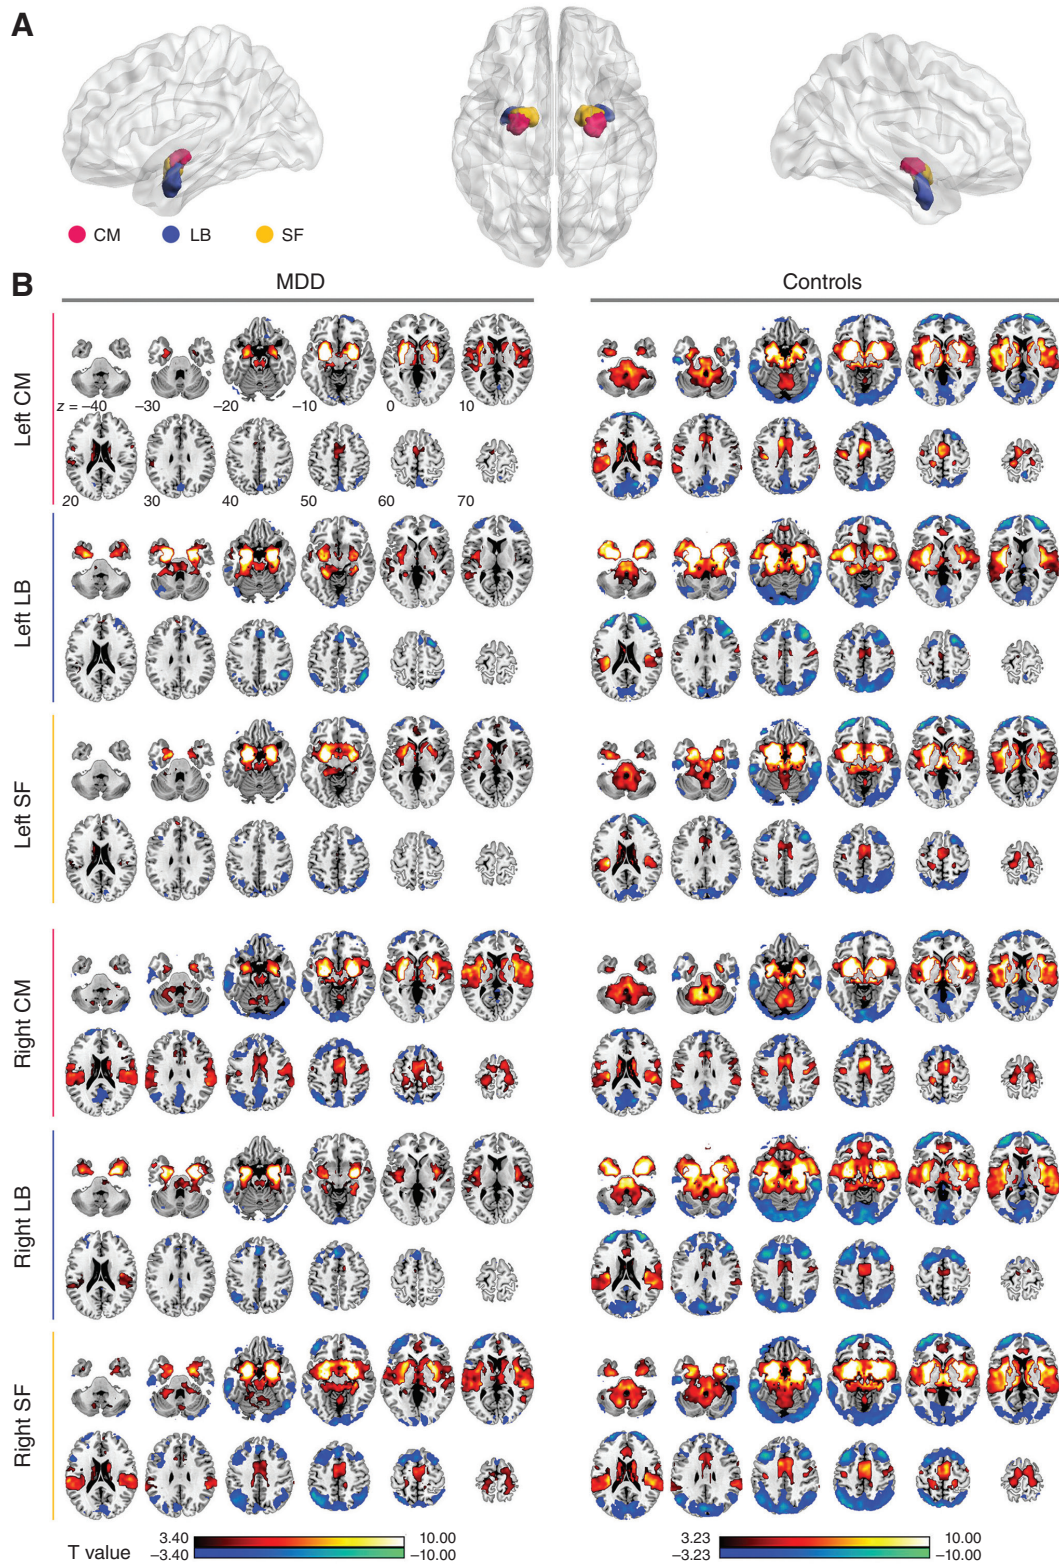 A
CM LB SF
B
MDD Controls
Left CM
z = −40 −30 −20 −10 0 10
20 30 40 50 60 70
Left LB
Left SF
Right CM
Right LB
Right SF
T value
3.40 10.00
−3.40 −10.00
3.23 10.00
−3.23 −10.00